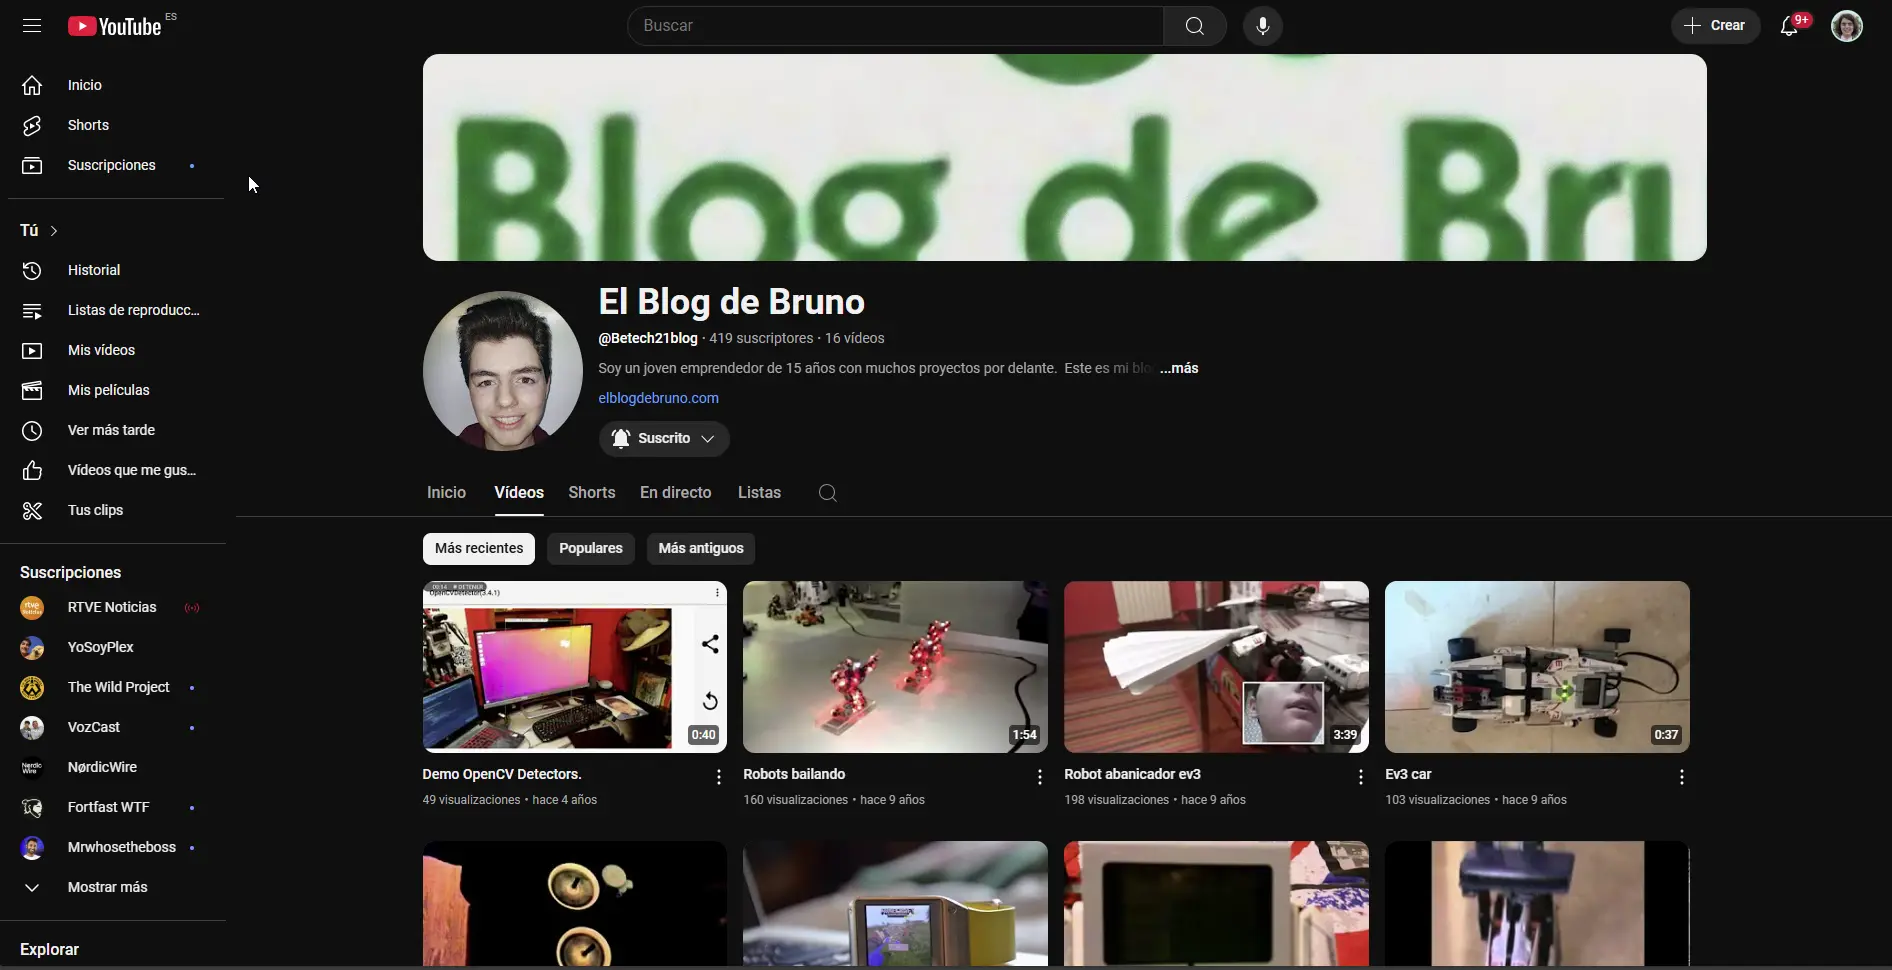 YouTube ES
Buscar
Crear
9+
Inicio
Shorts
Suscripciones
Tú
Historial
Listas de reproducc...
Mis vídeos
Mis películas
Ver más tarde
Vídeos que me gus...
Tus clips
Suscripciones
RTVE Noticias
YoSoyPlex
The Wild Project
VozCast
NørdicWire
Fortfast WTF
Mrwhosetheboss
Mostrar más
Explorar
Blog de Bru
El Blog de Bruno
@Betech21blog · 419 suscriptores · 16 vídeos
Soy un joven emprendedor de 15 años con muchos proyectos por delante. Este es mi blo ...más
elblogdebruno.com
Suscrito
Inicio
Vídeos
Shorts
En directo
Listas
Más recientes
Populares
Más antiguos
0:40
1:54
3:39
0:37
Demo OpenCV Detectors.
49 visualizaciones • hace 4 años
Robots bailando
160 visualizaciones • hace 9 años
Robot abanicador ev3
198 visualizaciones • hace 9 años
Ev3 car
103 visualizaciones • hace 9 años